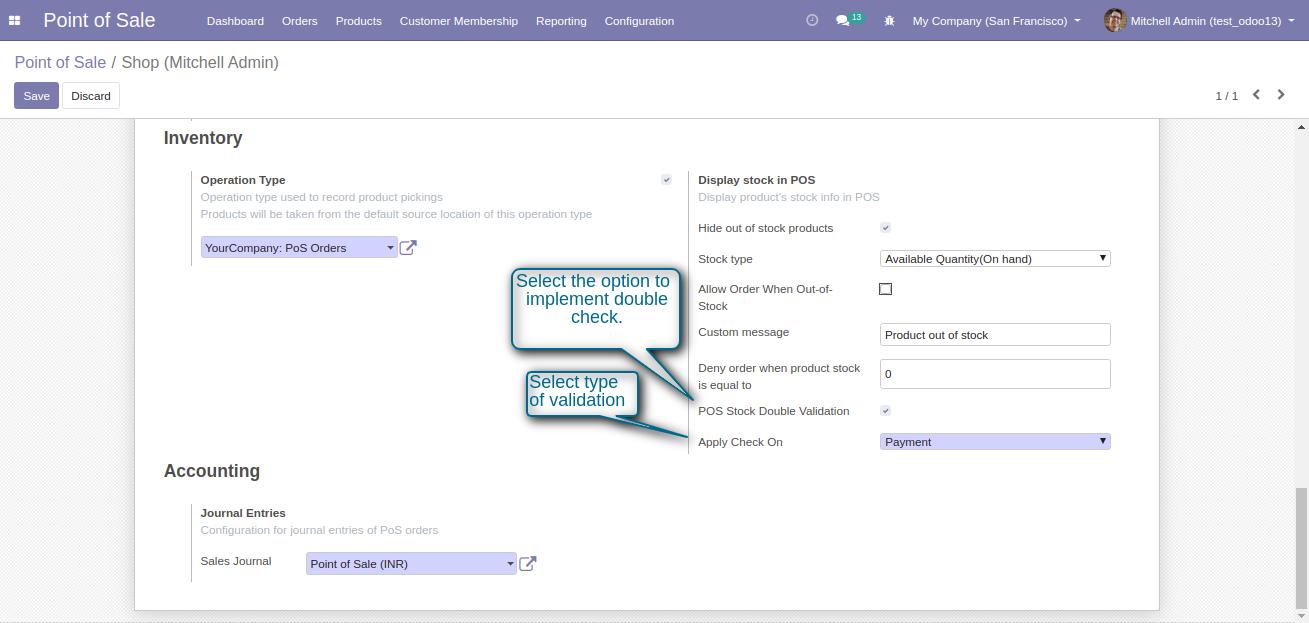 Point of Sale Dashboard Orders Products Customer Membership Reporting Configuration 13 My Company (San Francisco) Mitchell Admin (test_odoo13)
Point of Sale / Shop (Mitchell Admin)
Save Discard 1 / 1
Inventory
Operation Type
Operation type used to record product pickings
Products will be taken from the default source location of this operation type
YourCompany: PoS Orders
Display stock in POS
Display product's stock info in POS
Hide out of stock products
Stock type Available Quantity(On hand)
Allow Order When Out-of-
Stock
Custom message Product out of stock
Deny order when product stock
is equal to
0
POS Stock Double Validation
Apply Check On Payment
Select the option to
implement double
check.
Select type
of validation
Accounting
Journal Entries
Configuration for journal entries of PoS orders
Sales Journal Point of Sale (INR)